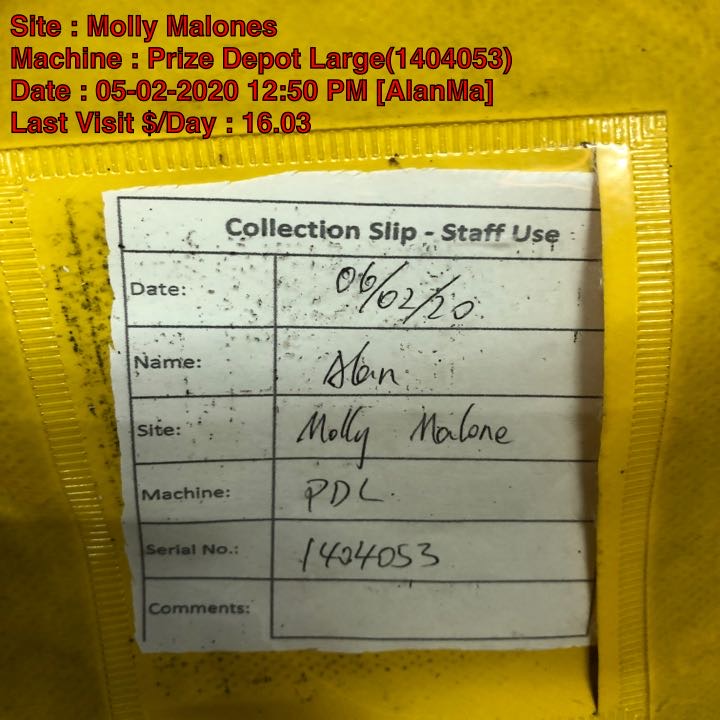 Site : Molly Malones
Machine : Prize Depot Large(1404053)
Date : 05-02-2020 12:50 PM [AlanMa]
Last Visit $/Day : 16.03
Collection Slip - Staff Use
Date: 06/02/20
Name: Alan
Site: Molly Malone
Machine: PDL
Serial No.: 1404053
Comments: